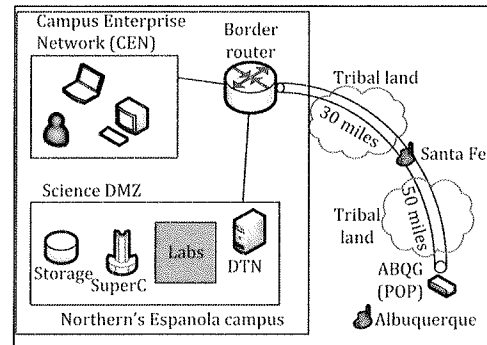 Campus Enterprise
Network (CEN)
Border
router
Tribal land
30 miles
Santa Fe
Science DMZ
50 miles
Tribal
land
Storage
SuperC
Labs
DTN
ABQG
(POP)
Northern's Espanola campus
Albuquerque